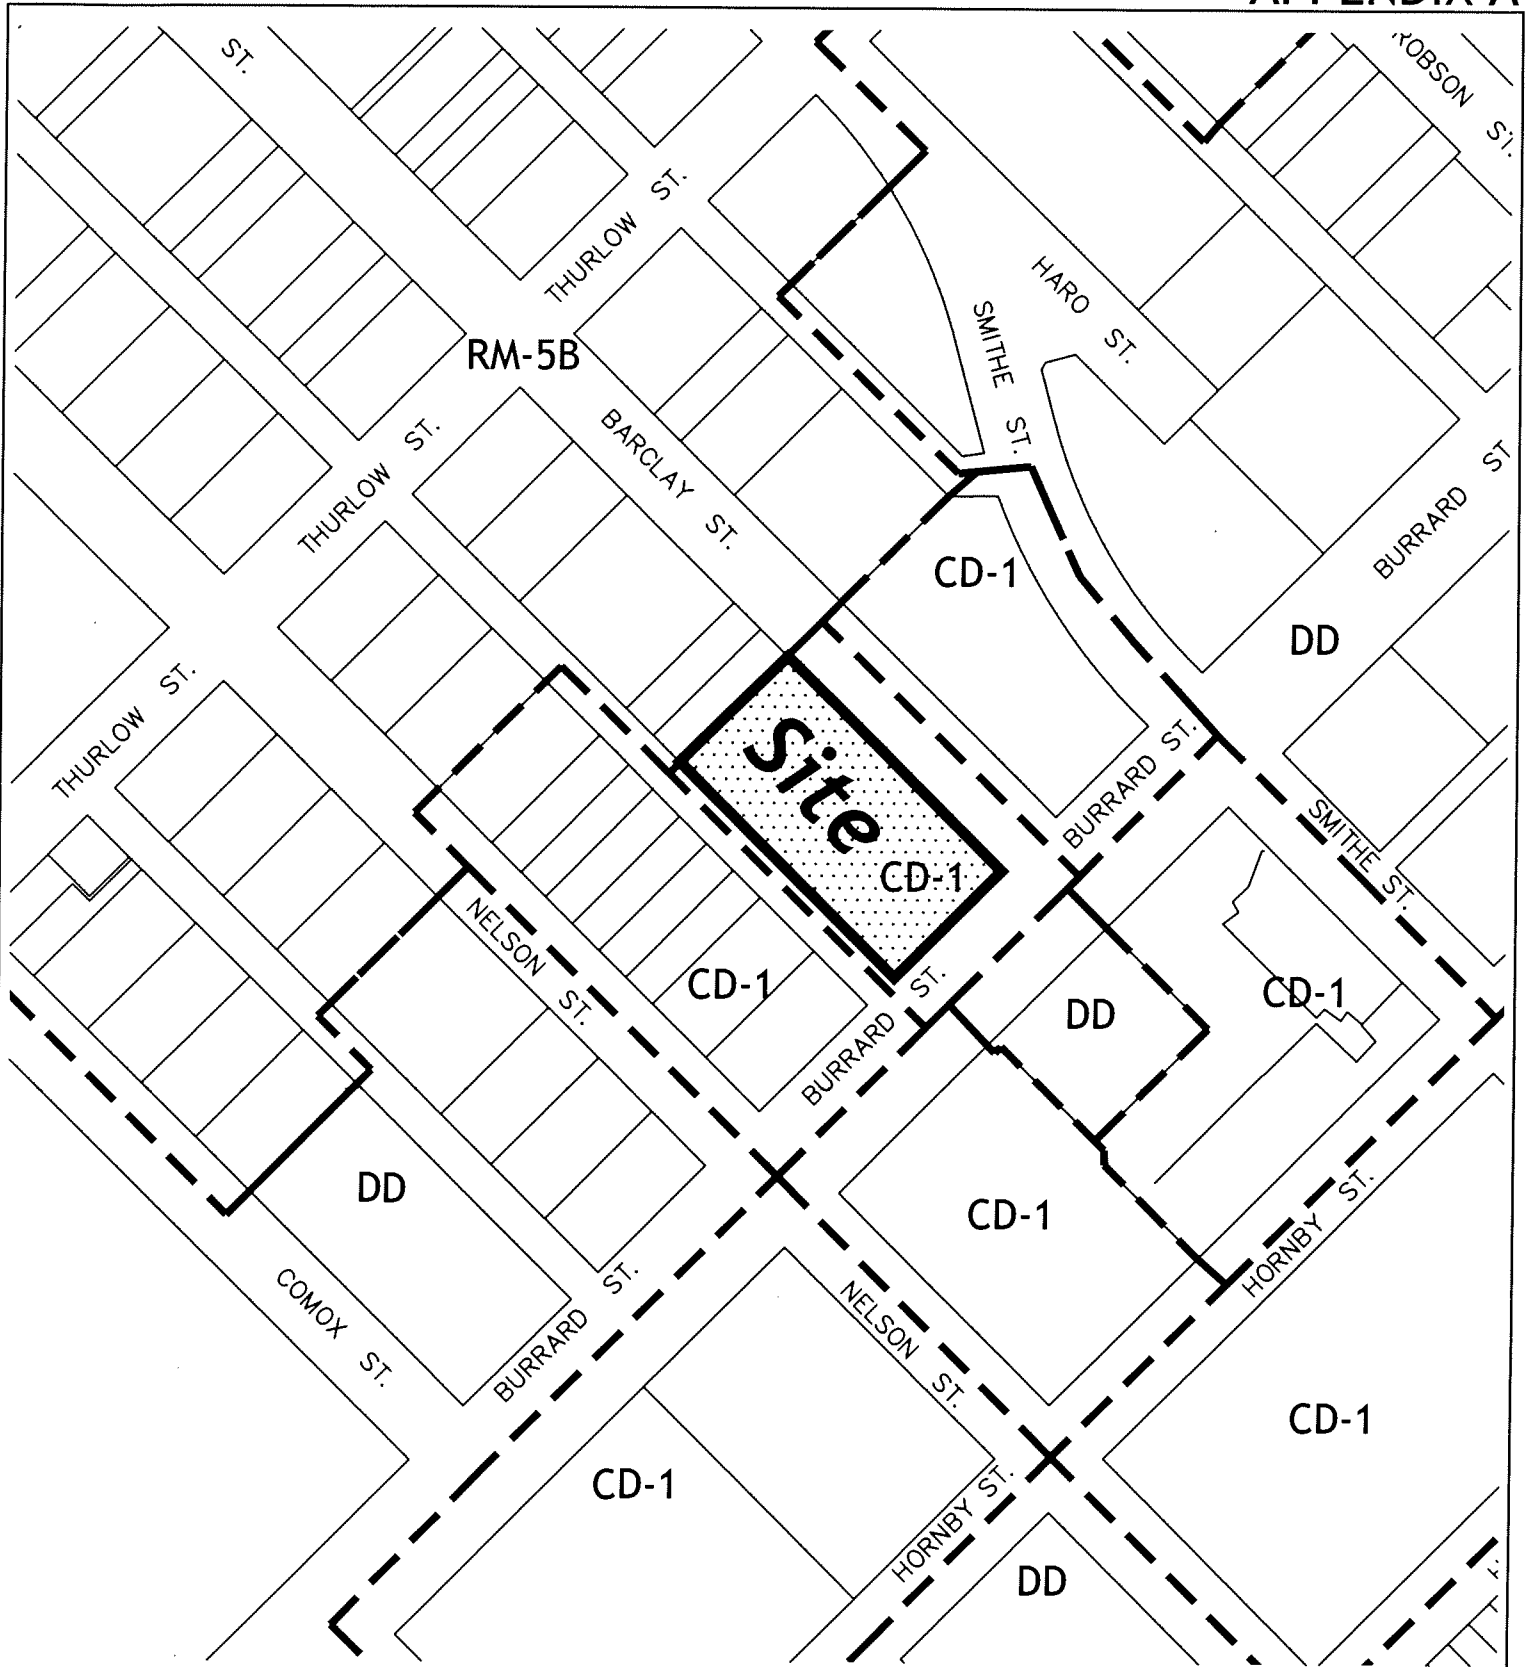 APPENDIX A
ST.
ROBSON ST.
THURLOW ST.
HARO ST.
SMITHE ST.
RM-5B
BARCLAY ST.
THURLOW ST.
BURRARD ST
CD-1
DD
THURLOW ST.
Site
CD-1
BURRARD ST.
SMITHE ST.
NELSON ST.
CD-1
BURRARD ST.
DD
CD-1
DD
CD-1
HORNBY ST.
COMOX ST.
BURRARD ST.
NELSON ST.
CD-1
CD-1
HORNBY ST.
DD